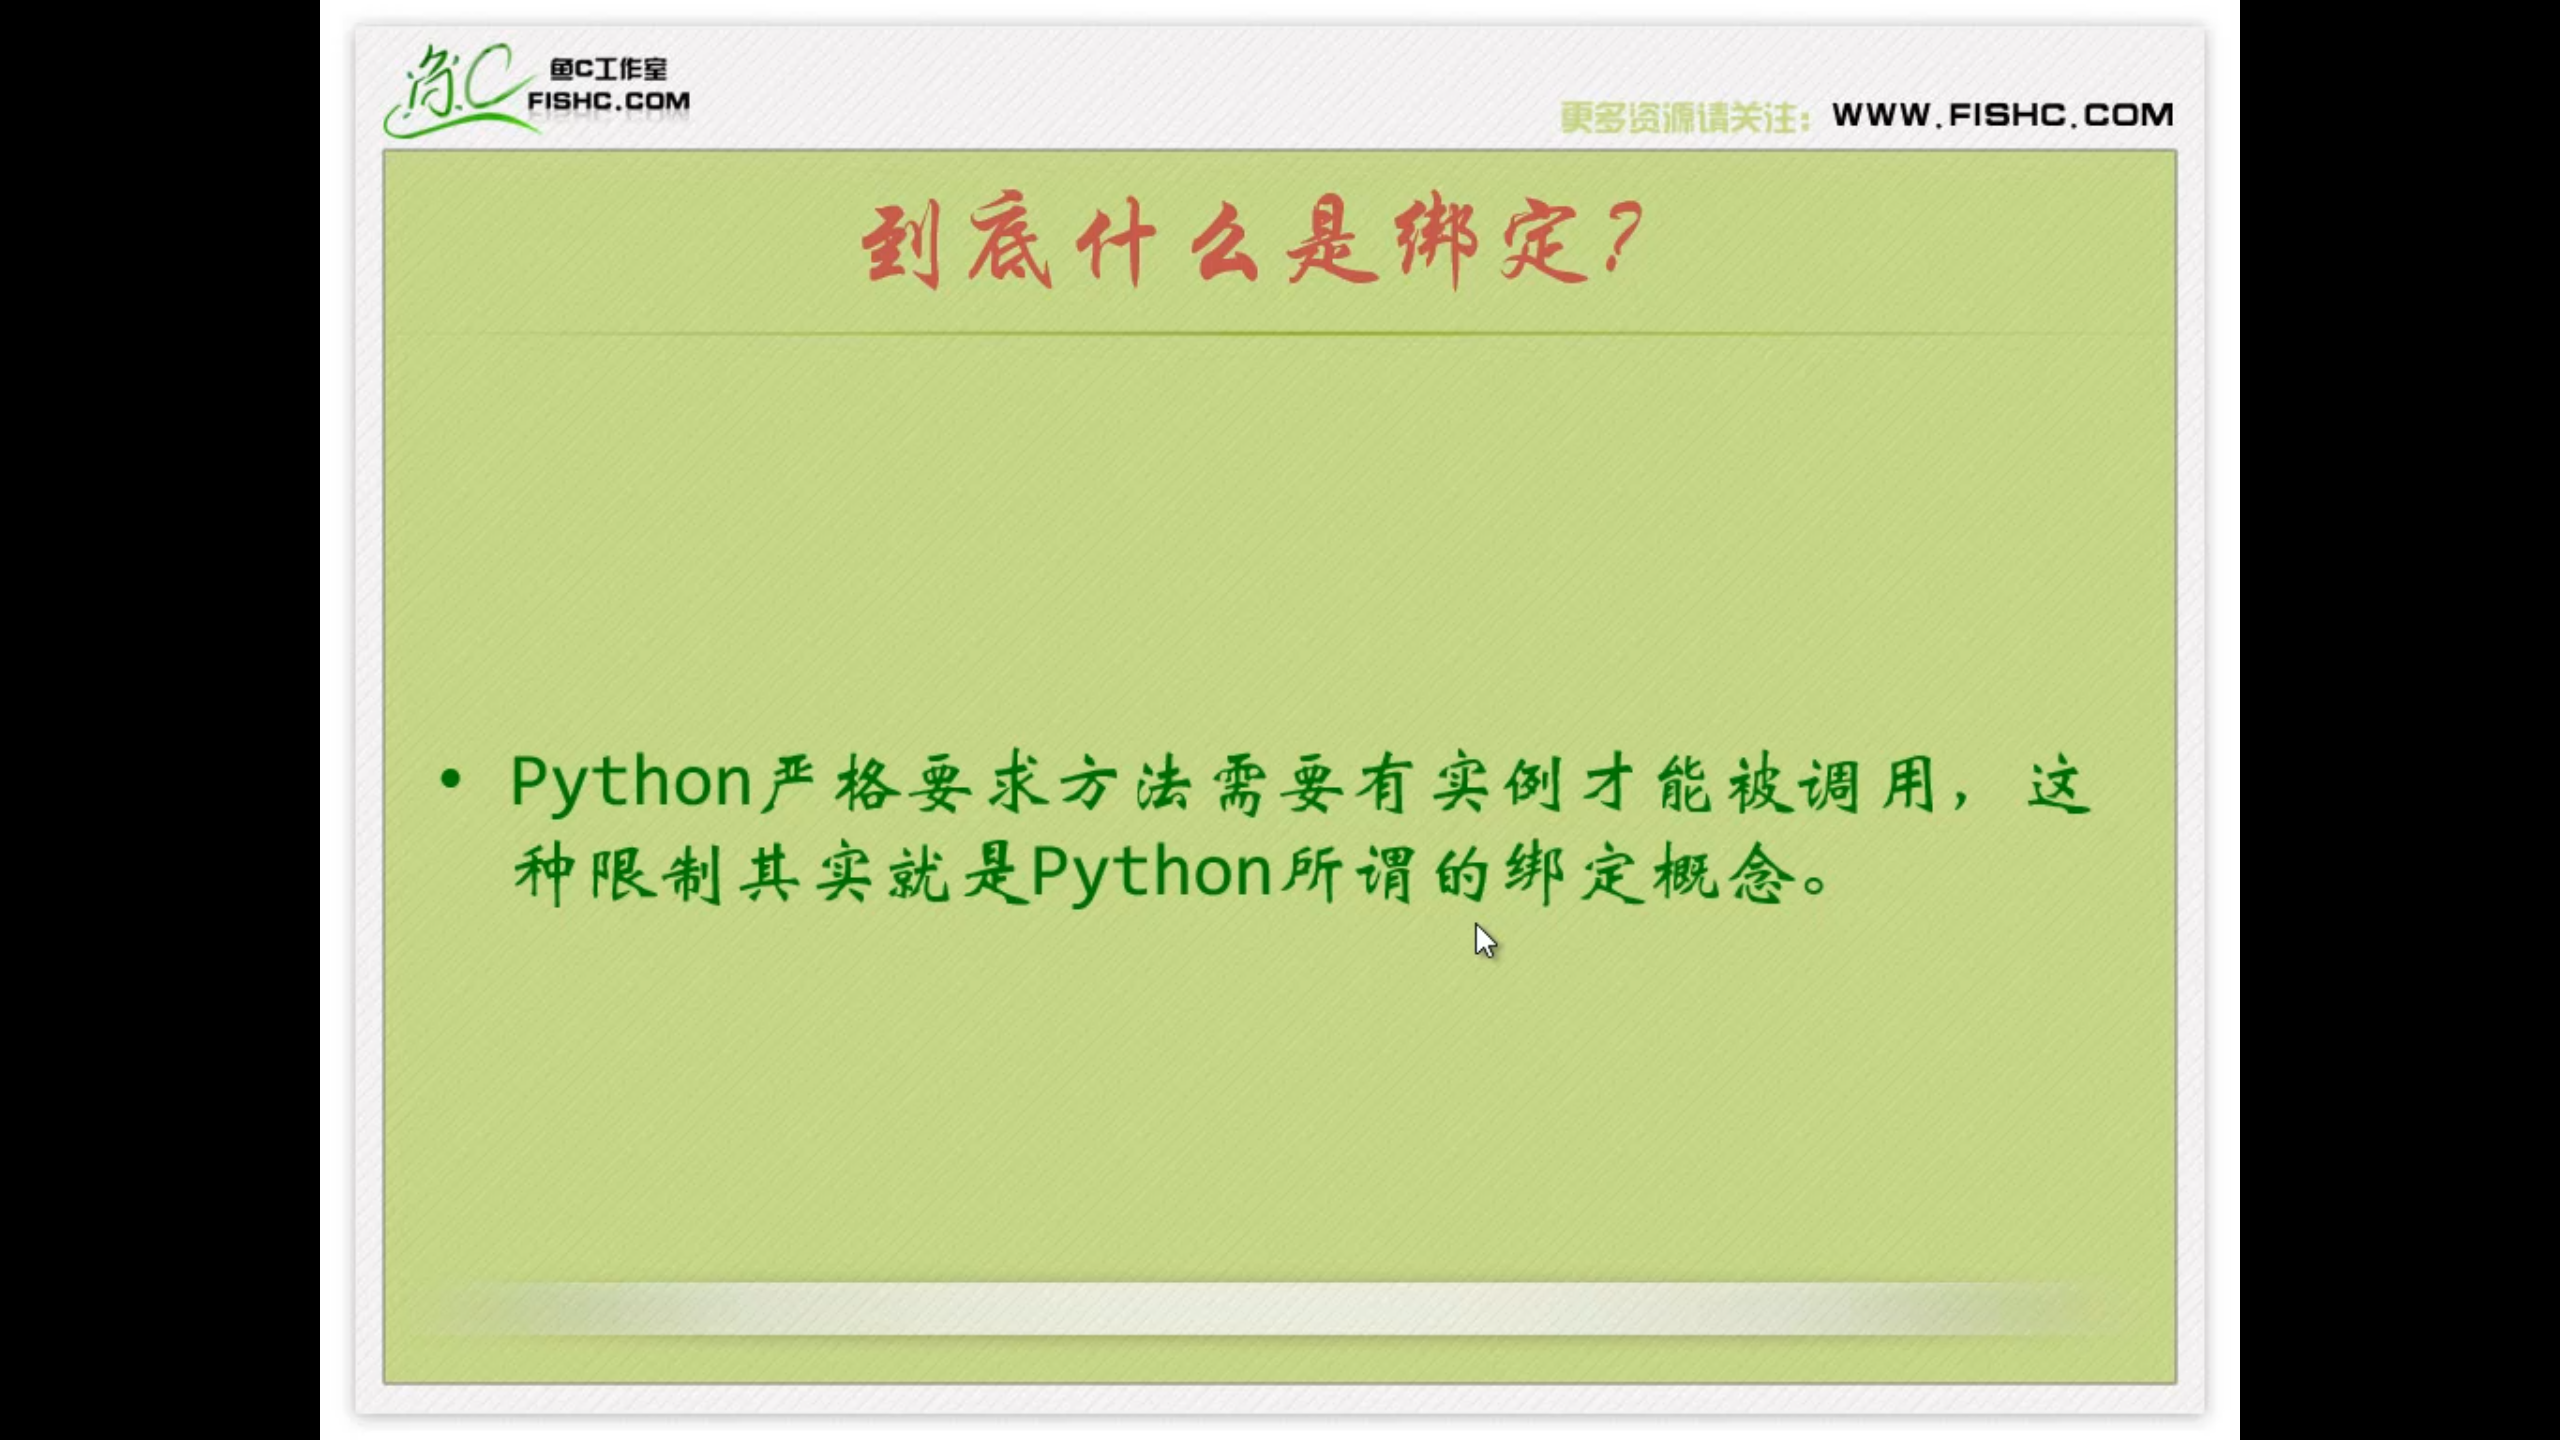 鱼C工作室
FISHC.COM
更多资源请关注：WWW.FISHC.COM
到底什么是绑定？
• Python严格要求方法需要有实例才能被调用，这
种限制其实就是Python所谓的绑定概念。